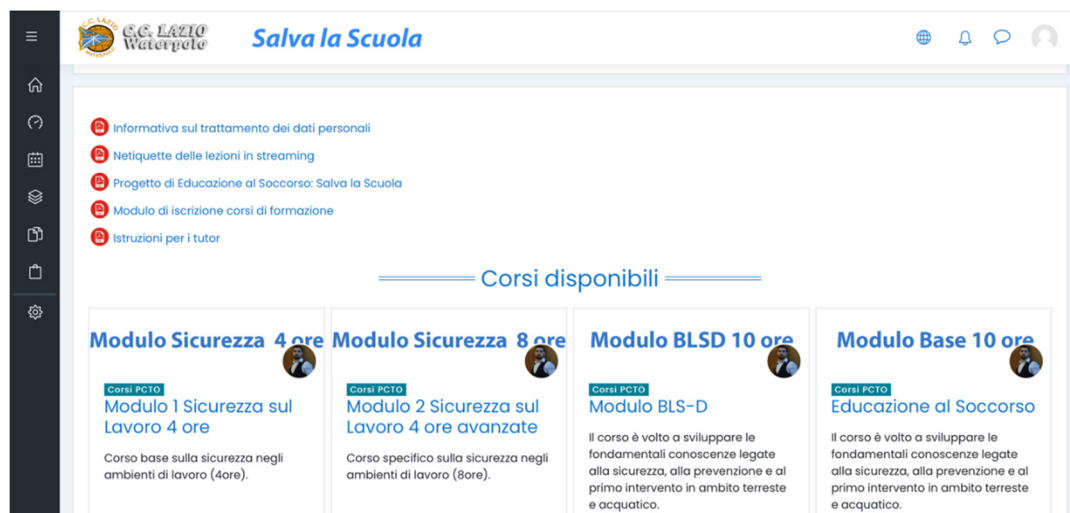 C.C. LAZIO
Waterpolo
Salva la Scuola
Informativa sul trattamento dei dati personali
Netiquette delle lezioni in streaming
Progetto di Educazione al Soccorso: Salva la Scuola
Modulo di iscrizione corsi di formazione
Istruzioni per i tutor
Corsi disponibili
Modulo Sicurezza 4 ore
Corsi PCTO
Modulo 1 Sicurezza sul
Lavoro 4 ore
Corso base sulla sicurezza negli
ambienti di lavoro (4ore).
Modulo Sicurezza 8 ore
Corsi PCTO
Modulo 2 Sicurezza sul
Lavoro 4 ore avanzate
Corso specifico sulla sicurezza negli
ambienti di lavoro (8ore).
Modulo BLSD 10 ore
Corsi PCTO
Modulo BLS-D
Il corso è volto a sviluppare le
fondamentali conoscenze legate
alla sicurezza, alla prevenzione e al
primo intervento in ambito terreste
e acquatico.
Modulo Base 10 ore
Corsi PCTO
Educazione al Soccorso
Il corso è volto a sviluppare le
fondamentali conoscenze legate
alla sicurezza, alla prevenzione e al
primo intervento in ambito terreste
e acquatico.